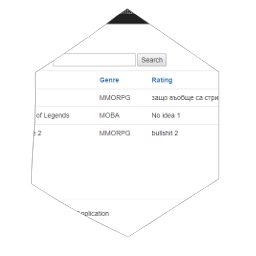 Search
Genre Rating
MMORPG защо въобще са стри
of Legends MOBA No idea 1
2 MMORPG bullshit 2
pplication